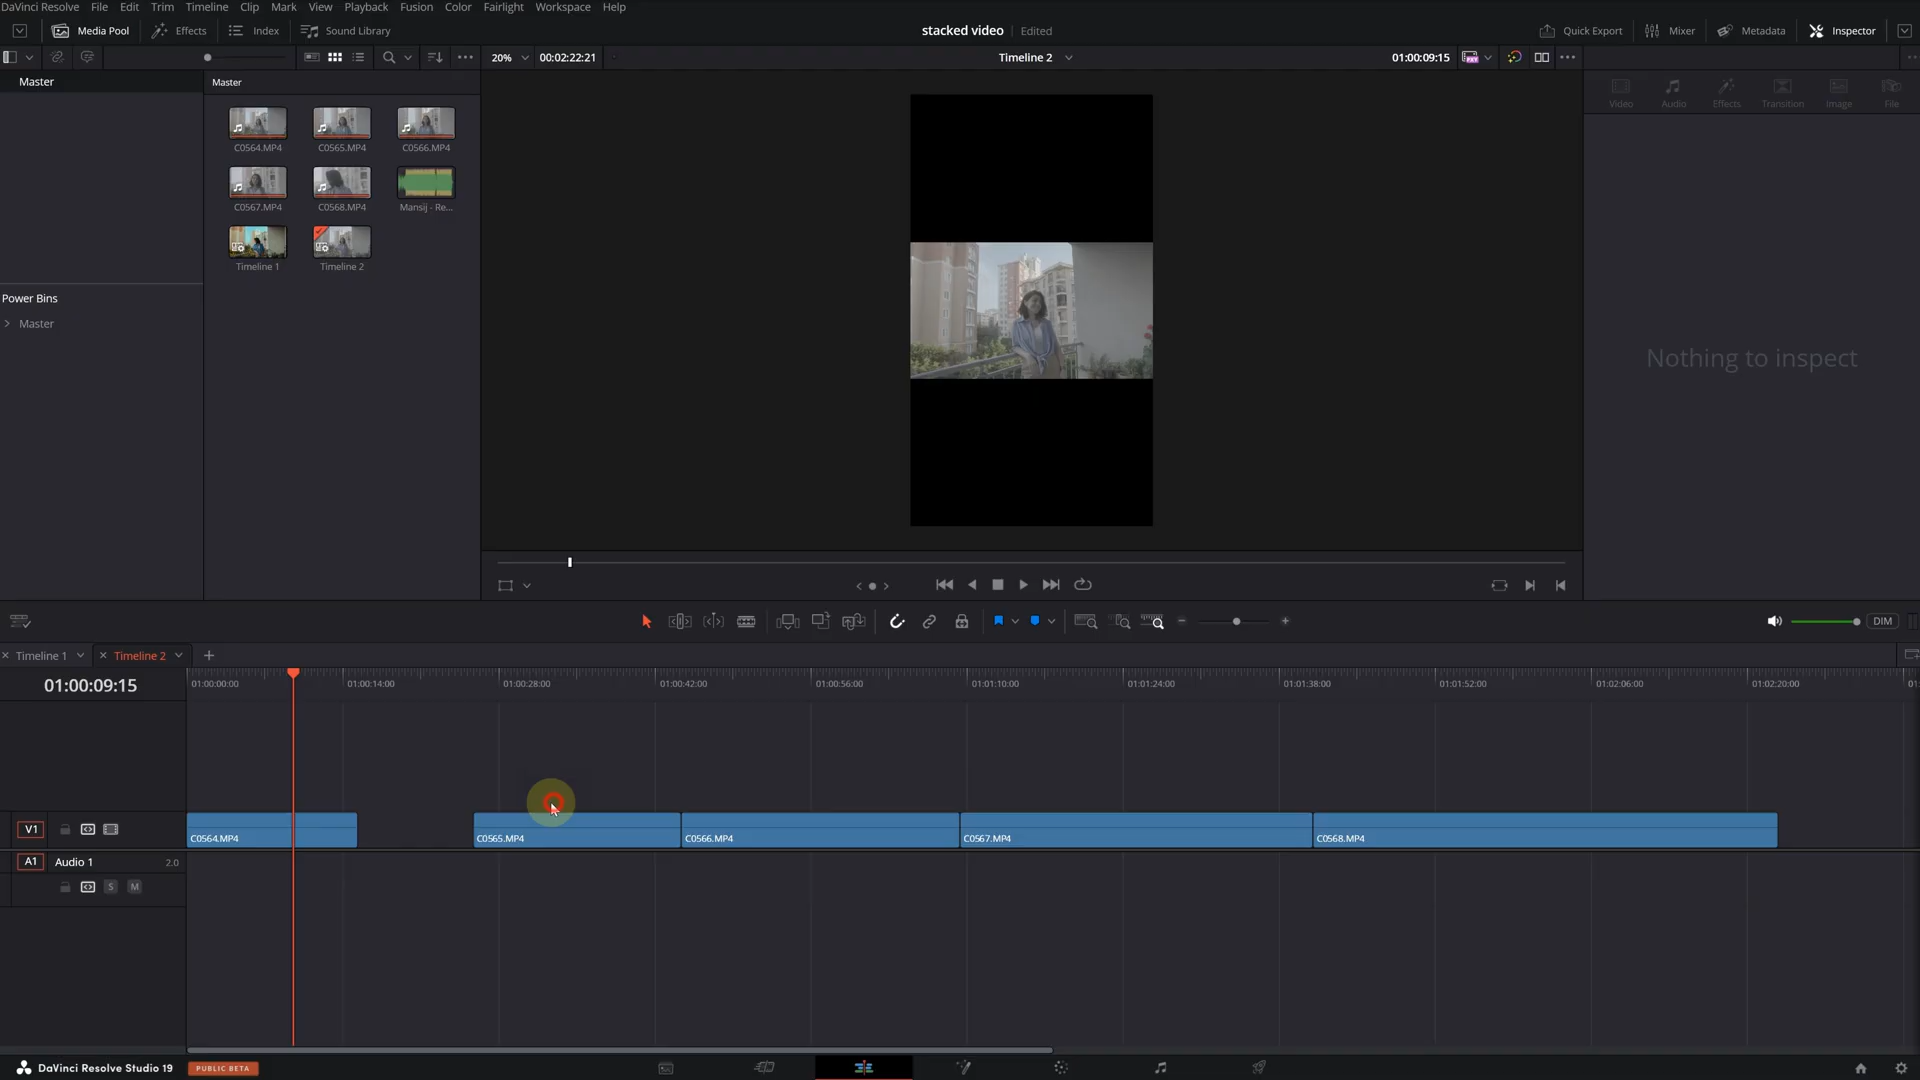 DaVinci Resolve File Edit Trim Timeline Clip Mark View Playback Fusion Color Fairlight Workspace Help
Media Pool Effects Index Sound Library stacked video Edited Quick Export Mixer Metadata Inspector
20% 00:02:22:21 Timeline 2 01:00:09:15
Master
Master
Video Audio Effects Transition Image File
C0564.MP4 C0565.MP4 C0566.MP4
C0567.MP4 C0568.MP4 Mansij - Re...
Timeline 1 Timeline 2
Power Bins
Master
Nothing to inspect
DIM
Timeline 1 Timeline 2
01:00:09:15
01:00:00:00 01:00:14:00 01:00:28:00 01:00:42:00 01:00:56:00 01:01:10:00 01:01:24:00 01:01:38:00 01:01:52:00 01:02:06:00 01:02:20:00
V1
C0564.MP4 C0565.MP4 C0566.MP4 C0567.MP4 C0568.MP4
A1 Audio 1 2.0
S M
DaVinci Resolve Studio 19 PUBLIC BETA